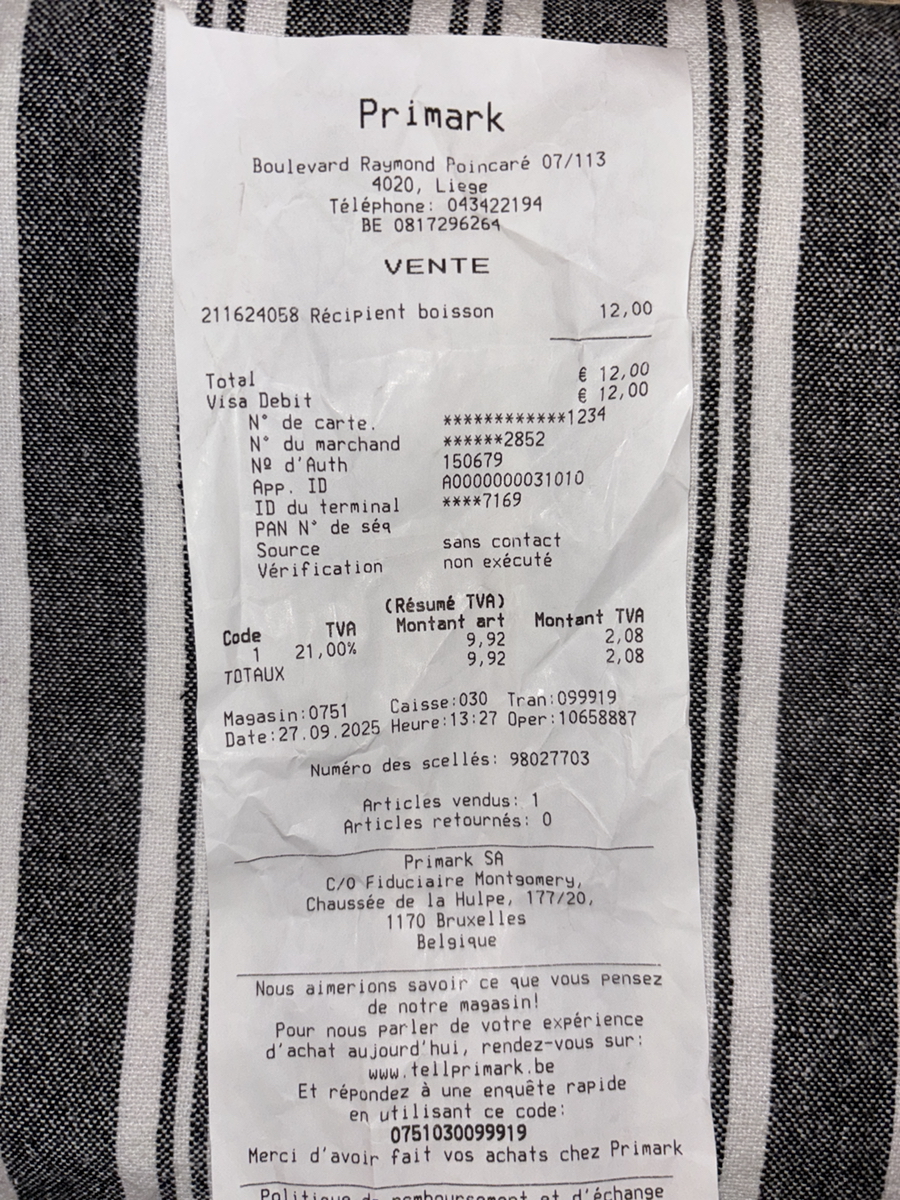 Primark
Boulevard Raymond Poincaré 07/113
4020, Liege
Téléphone: 043422194
BE 0817296264
VENTE
211624058 Récipient boisson 12,00
Total € 12,00
Visa Debit € 12,00
N° de carte. ************1234
N° du marchand ******2852
Nº d'Auth 150679
App. ID A0000000031010
ID du terminal ****7169
PAN N° de séq
Source sans contact
Vérification non exécuté
(Résumé TVA)
Code TVA Montant art Montant TVA
1 21,00% 9,92 2,08
TOTAUX 9,92 2,08
Magasin:0751 Caisse:030 Tran:099919
Date:27.09.2025 Heure:13:27 Oper:10658887
Numéro des scellés: 98027703
Articles vendus: 1
Articles retournés: 0
Primark SA
C/O Fiduciaire Montgomery,
Chaussée de la Hulpe, 177/20,
1170 Bruxelles
Belgique
Nous aimerions savoir ce que vous pensez
de notre magasin!
Pour nous parler de votre expérience
d'achat aujourd'hui, rendez-vous sur:
www.tellprimark.be
Et répondez à une enquête rapide
en utilisant ce code:
0751030099919
Merci d'avoir fait vos achats chez Primark
Politique de remboursement et d'échange